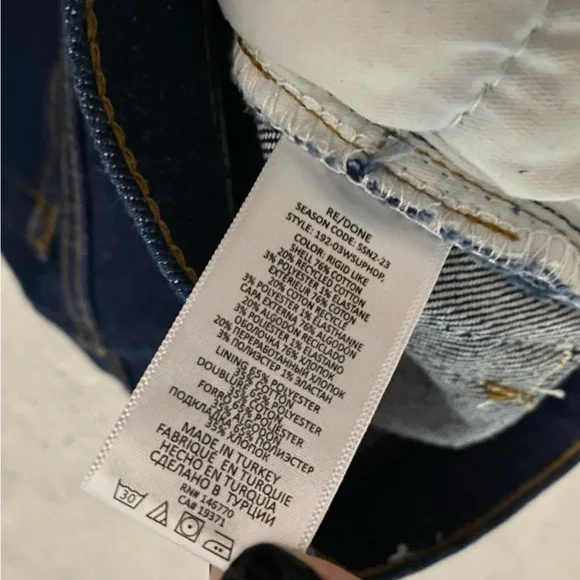 RE/DONE
SEASON CODE: SSN2-23
STYLE: 192-03WSUPHDP,
COLOR: RIGID LIKE
SHELL 76% COTTON
20% RECYCLED COTTON
3% POLYESTER 1% ELASTANE
EXTÉRIEUR 76% COTON
20% COTON RECYCLÉ
3% POLYESTER 1% ÉLASTHANNE
CAPA EXTERNA 76% ALGODÓN
20% ALGODÓN RECICLADO
3% POLIÉSTER 1% ELASTANO
ОБОЛОЧКА 76% ХЛОПОК
20% ПЕРЕРАБОТАННЫЙ ХЛОПОК
3% ПОЛИЭСТЕР 1% ЭЛАСТАН
LINING 65% POLYESTER
35% COTTON
DOUBLURE 65% POLYESTER
35% COTON
FORRO 65% POLIÉSTER
35% ALGODÓN
ПОДКЛАДКА 65% ПОЛИЭСТЕР
35% ХЛОПОК
MADE IN TURKEY
FABRIQUÉ EN TURQUIE
HECHO EN TURQUÍA
СДЕЛАНО В ТУРЦИИ
RN# 146770
CA# 19371
30